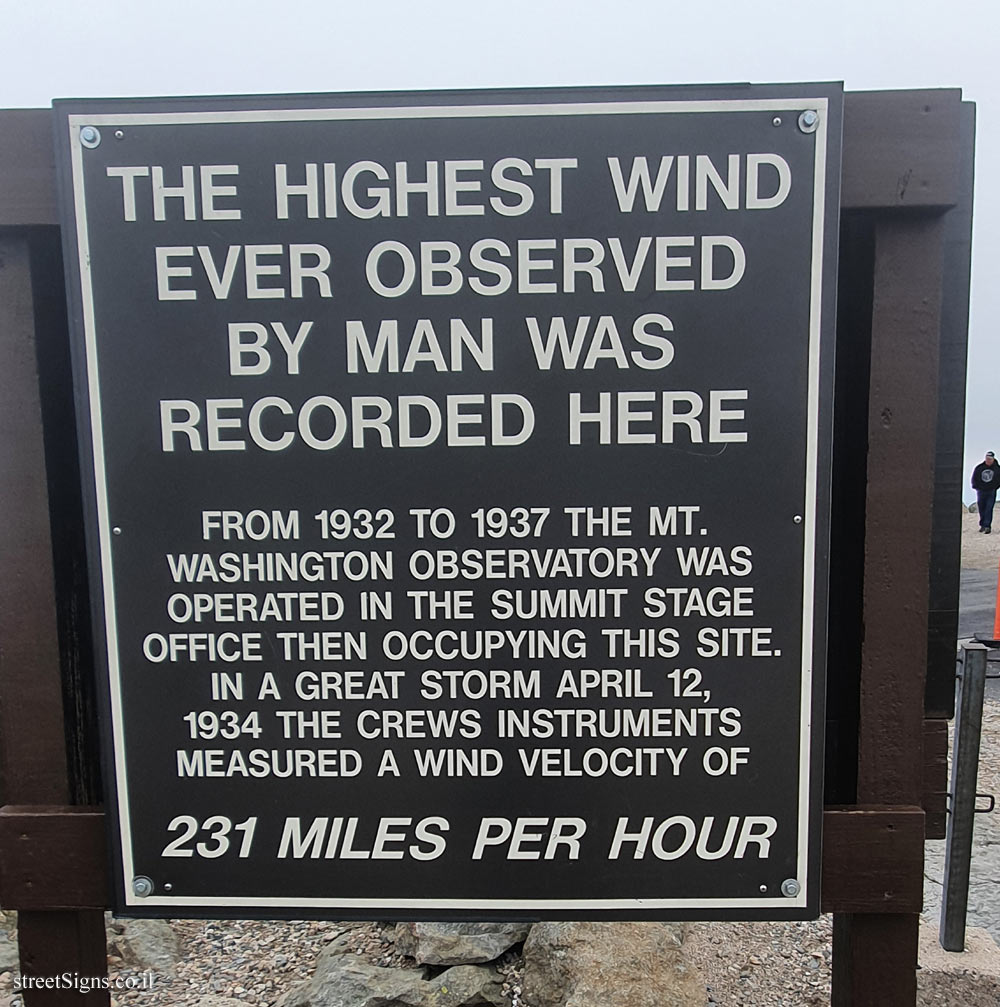 THE HIGHEST WIND
EVER OBSERVED
BY MAN WAS
RECORDED HERE
FROM 1932 TO 1937 THE MT.
WASHINGTON OBSERVATORY WAS
OPERATED IN THE SUMMIT STAGE
OFFICE THEN OCCUPYING THIS SITE.
IN A GREAT STORM APRIL 12,
1934 THE CREWS INSTRUMENTS
MEASURED A WIND VELOCITY OF
231 MILES PER HOUR
streetSigns.co.il